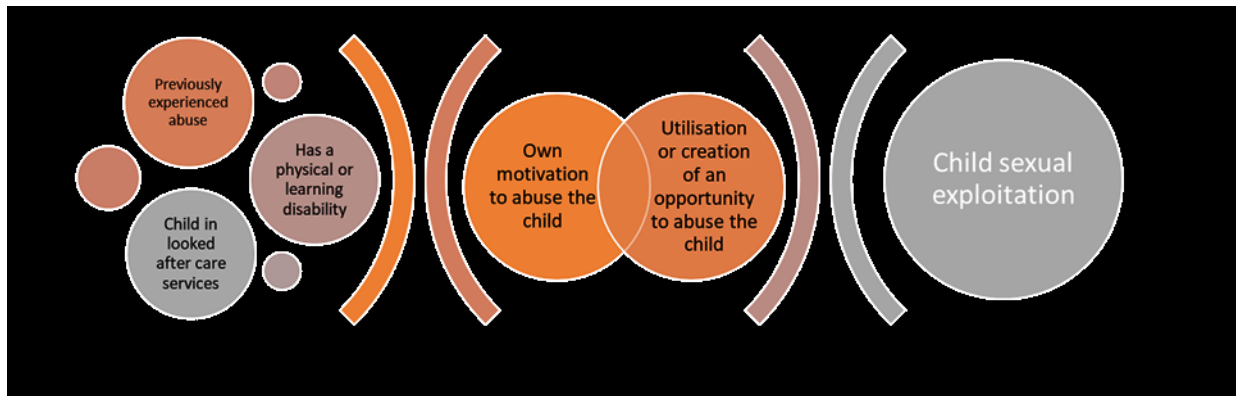 Previously
experienced
abuse
Has a
physical or
learning
disability
Child in
looked
after care
services
Own
motivation
to abuse the
child
Utilisation
or creation
of an
opportunity
to abuse the
child
Child sexual
exploitation